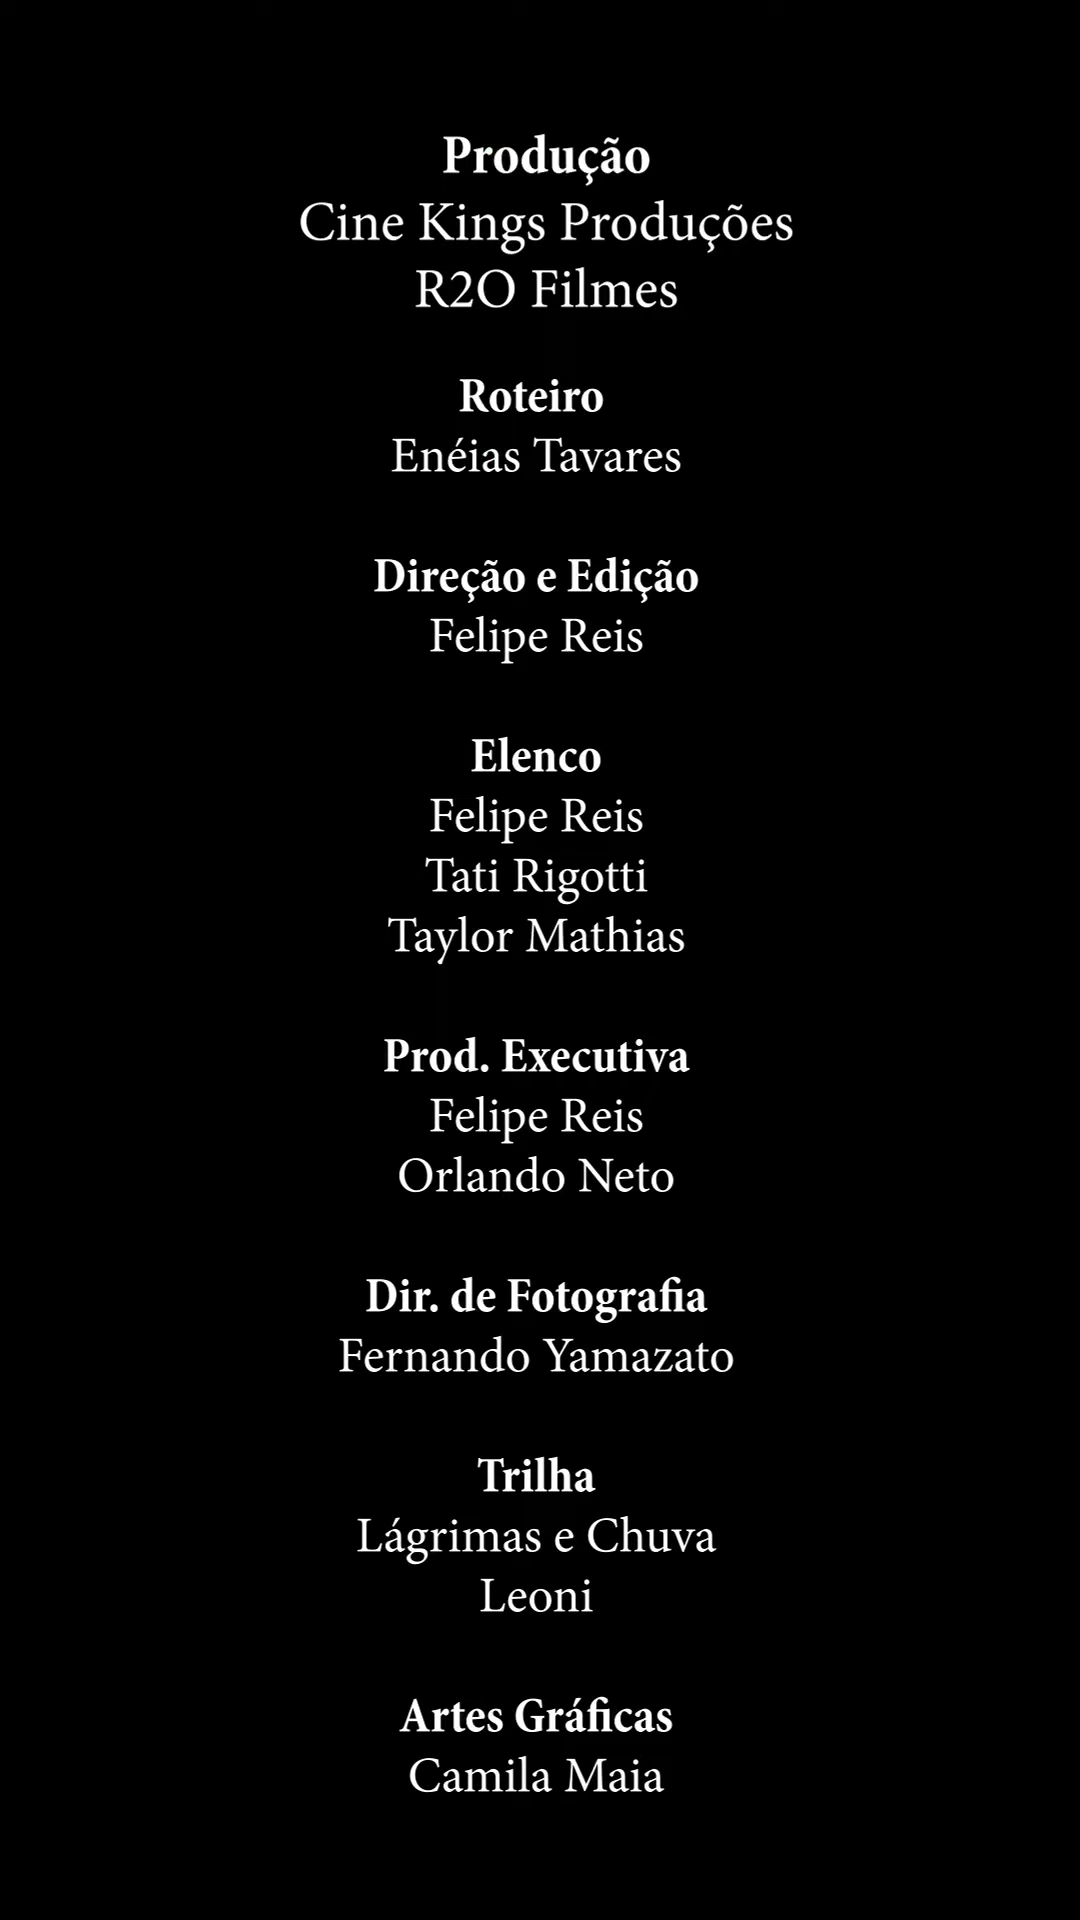 Produção
Cine Kings Produções
R2O Filmes
Roteiro
Enéias Tavares
Direção e Edição
Felipe Reis
Elenco
Felipe Reis
Tati Rigotti
Taylor Mathias
Prod. Executiva
Felipe Reis
Orlando Neto
Dir. de Fotografia
Fernando Yamazato
Trilha
Lágrimas e Chuva
Leoni
Artes Gráficas
Camila Maia